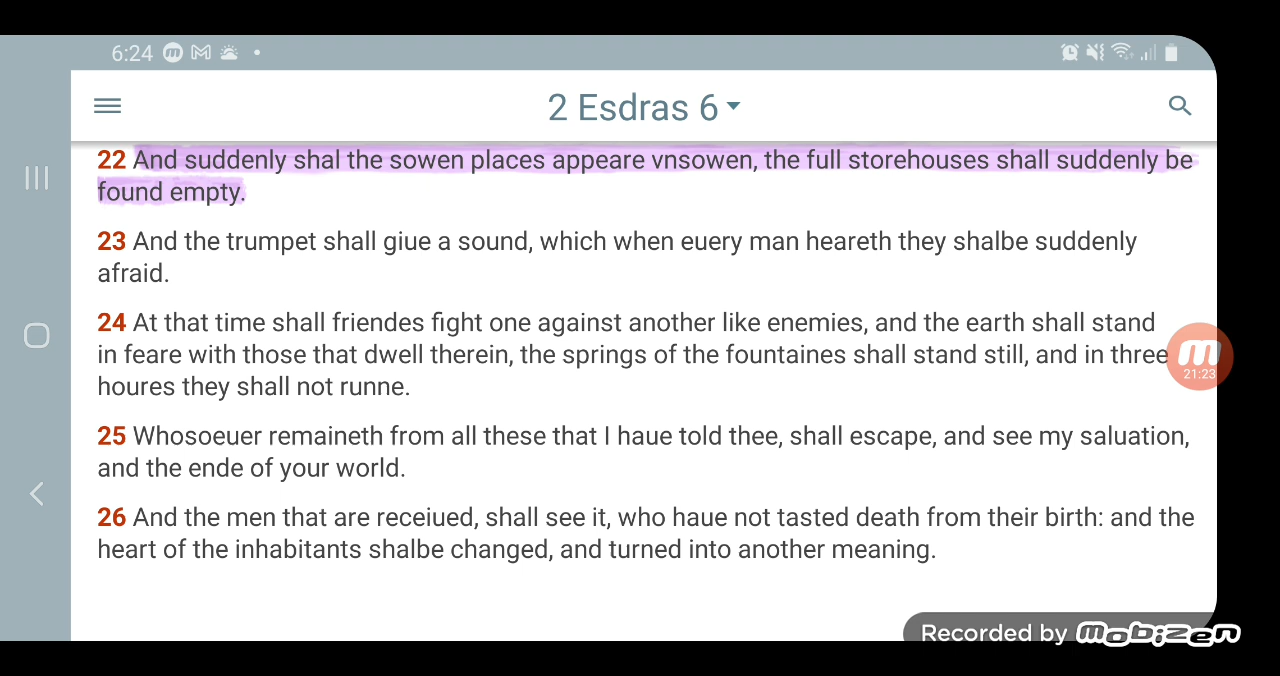 6:24
2 Esdras 6
22 And suddenly shal the sowen places appeare vnsowen, the full storehouses shall suddenly be
found empty.
23 And the trumpet shall giue a sound, which when euery man heareth they shalbe suddenly
afraid.
24 At that time shall friendes fight one against another like enemies, and the earth shall stand
in feare with those that dwell therein, the springs of the fountaines shall stand still, and in three
houres they shall not runne.
21:23
25 Whosoeuer remaineth from all these that I haue told thee, shall escape, and see my saluation,
and the ende of your world.
26 And the men that are receiued, shall see it, who haue not tasted death from their birth: and the
heart of the inhabitants shalbe changed, and turned into another meaning.
Recorded by Mobizen